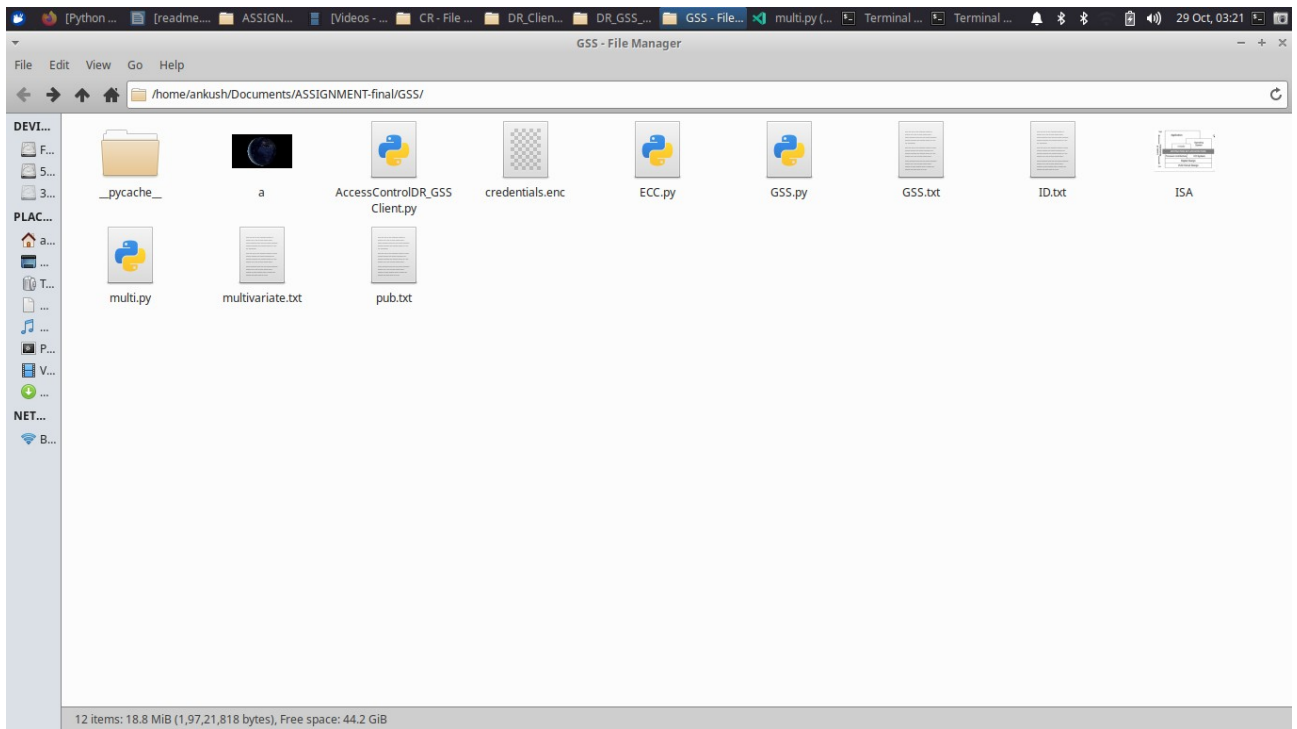 [Python ... [readme.... ASSIGN... [Videos - ... CR - File ... DR_Clien... DR_GSS_... GSS - File... multi.py (... Terminal ... Terminal ... 29 Oct, 03:21
GSS - File Manager
File Edit View Go Help
/home/ankush/Documents/ASSIGNMENT-final/GSS/
DEVI...
F...
5...
3...
PLAC...
a...
...
T...
...
...
P...
V...
...
NET...
B...
__pycache__ a AccessControlDR_GSS credentials.enc ECC.py GSS.py GSS.txt ID.txt ISA
Client.py
multi.py multivariate.txt pub.txt
12 items: 18.8 MiB (1,97,21,818 bytes), Free space: 44.2 GiB